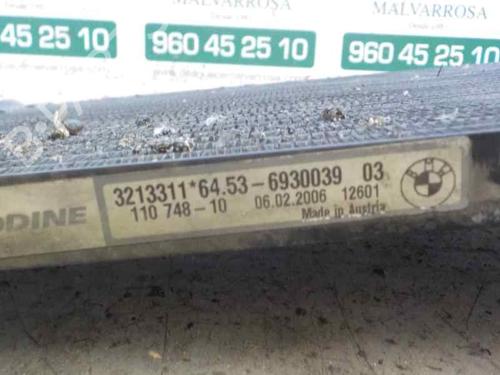 MALVARROSA
MALVARROSA
45 25 10
960 45 25 10
960 45 25 10
ODINE
3213311*64.53-6930039 03
110 748-10 06.02.2006 12601
Made in Austria
BMW